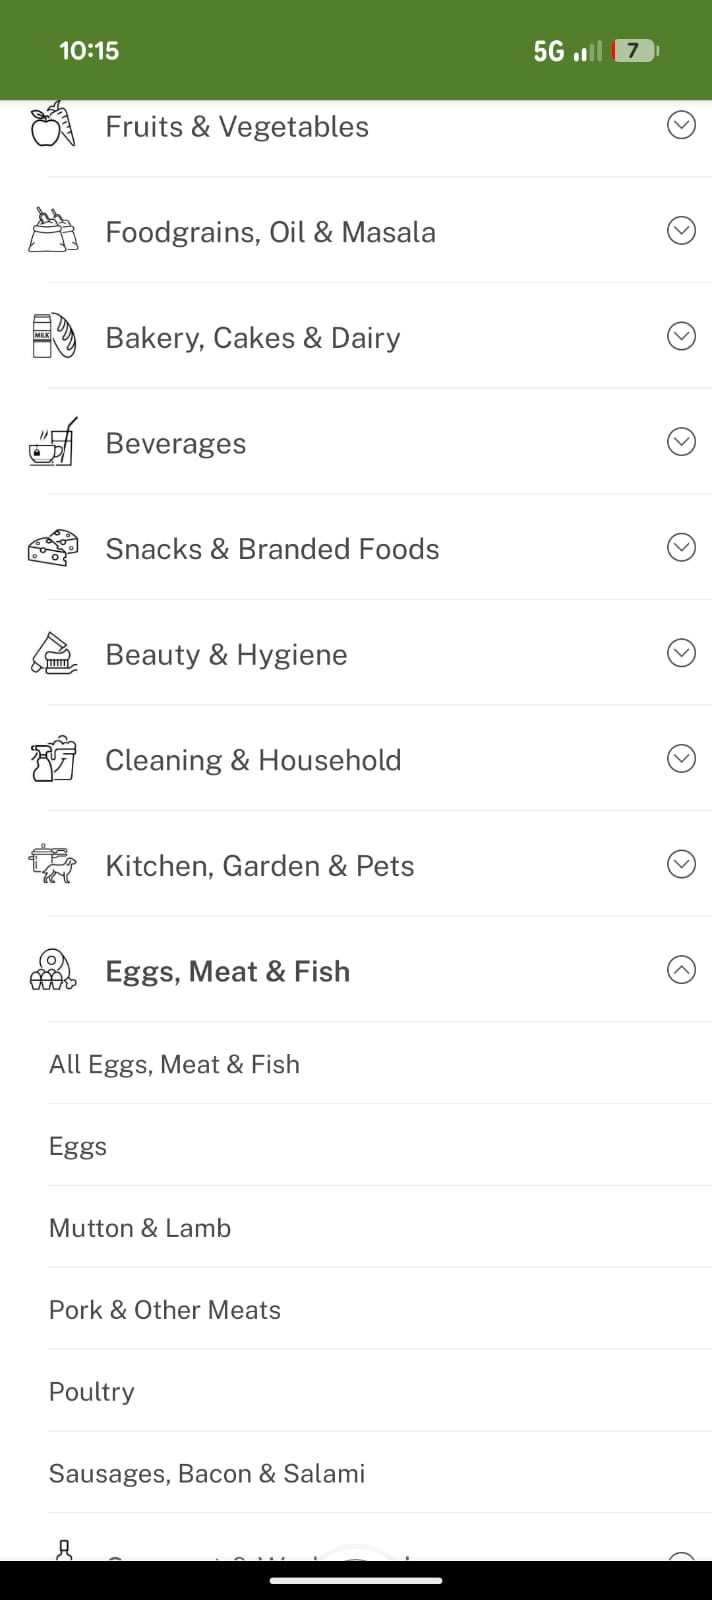 10:15
5G 7
Fruits & Vegetables
Foodgrains, Oil & Masala
MILK
Bakery, Cakes & Dairy
Beverages
Snacks & Branded Foods
Beauty & Hygiene
Cleaning & Household
Kitchen, Garden & Pets
Eggs, Meat & Fish
All Eggs, Meat & Fish
Eggs
Mutton & Lamb
Pork & Other Meats
Poultry
Sausages, Bacon & Salami